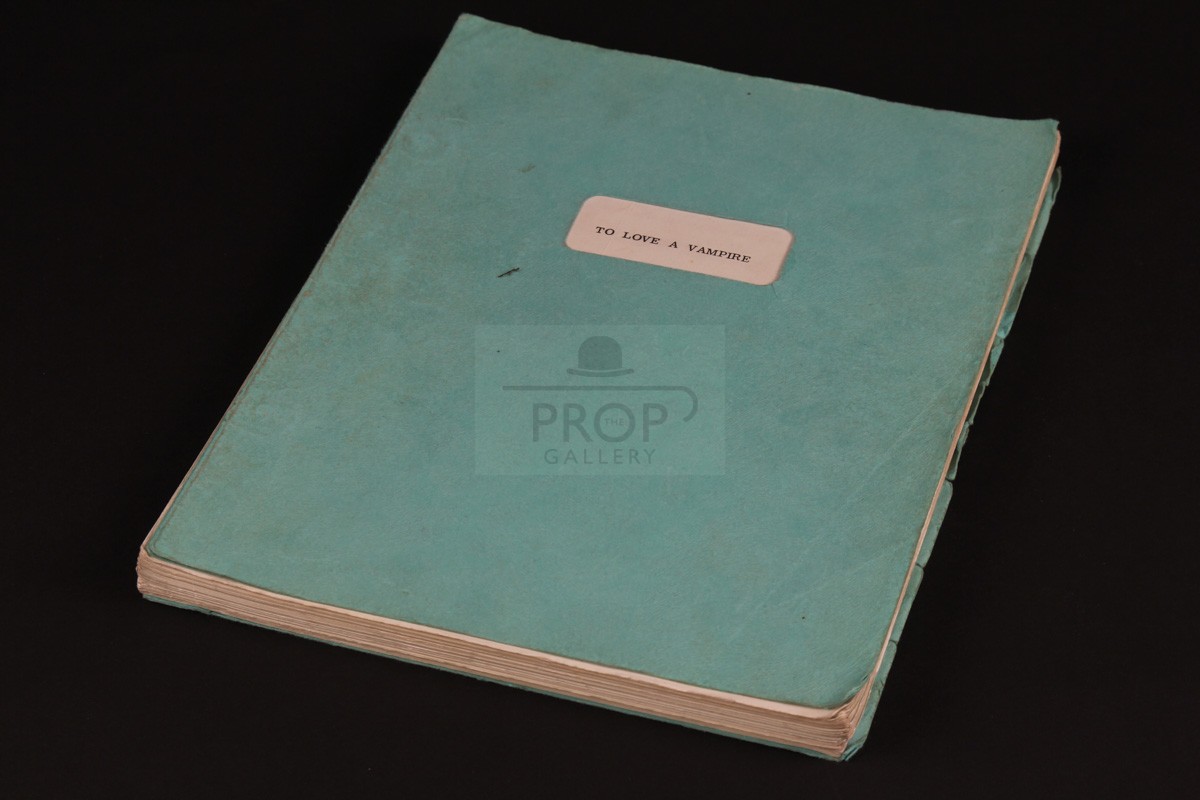 TO LOVE A VAMPIRE
THE
PROP
GALLERY